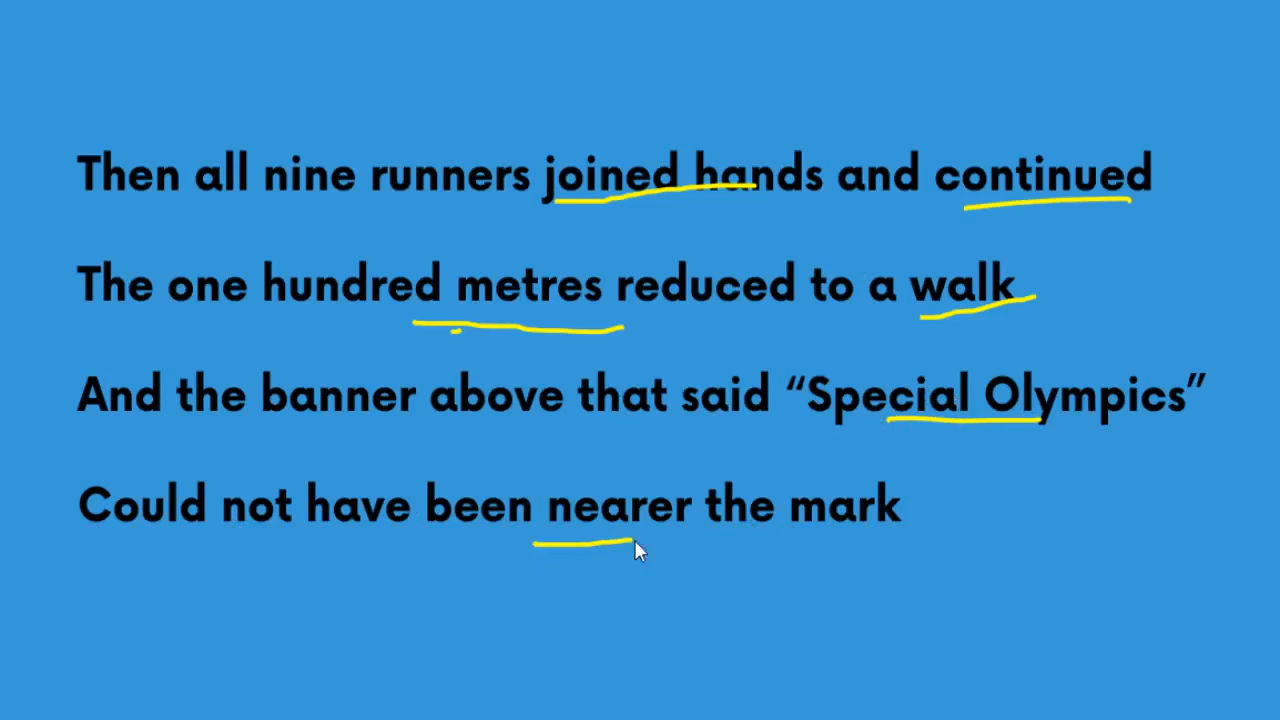 Then all nine runners joined hands and continued
The one hundred metres reduced to a walk
And the banner above that said “Special Olympics”
Could not have been nearer the mark